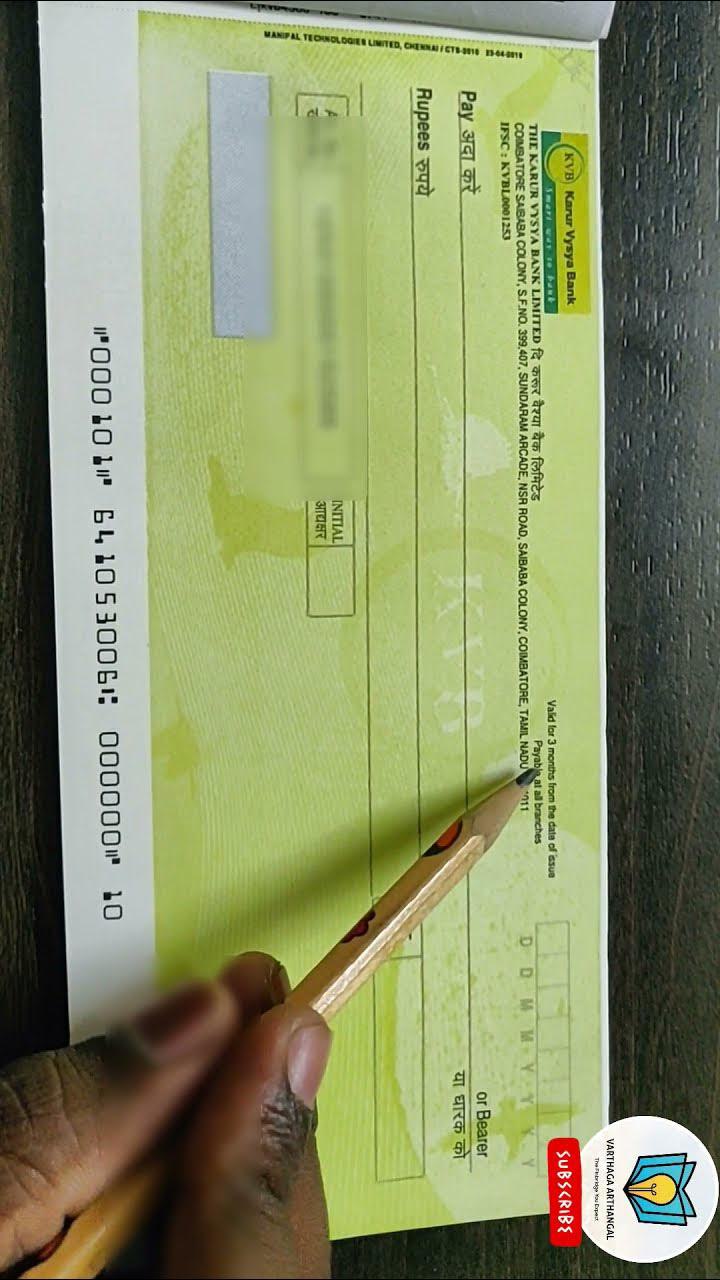 MANIPAL TECHNOLOGIES LIMITED, CHENNAI / CTS-2010 23-04-2018
KVB Karur Vysya Bank
Smart way to bank
THE KARUR VYSYA BANK LIMITED दि करूर वैश्या बैंक लिमिटेड
COIMBATORE SAIBABA COLONY, S.F.NO. 399,407, SUNDARAM ARCADE, NSR ROAD, SAIBABA COLONY, COIMBATORE, TAMIL NADU
IFSC : KVBL0001253
Valid for 3 months from the date of issue
Payable at all branches
D D M M Y Y Y Y
Pay अदा करें
or Bearer
या धारक को
Rupees रुपये
KVB
INITIAL
आद्यक्षर
⑈000101⑈ 641053006⑆ 000000⑈ 10
VARTHAGA ARTHANGAL
SUBSCRIBE